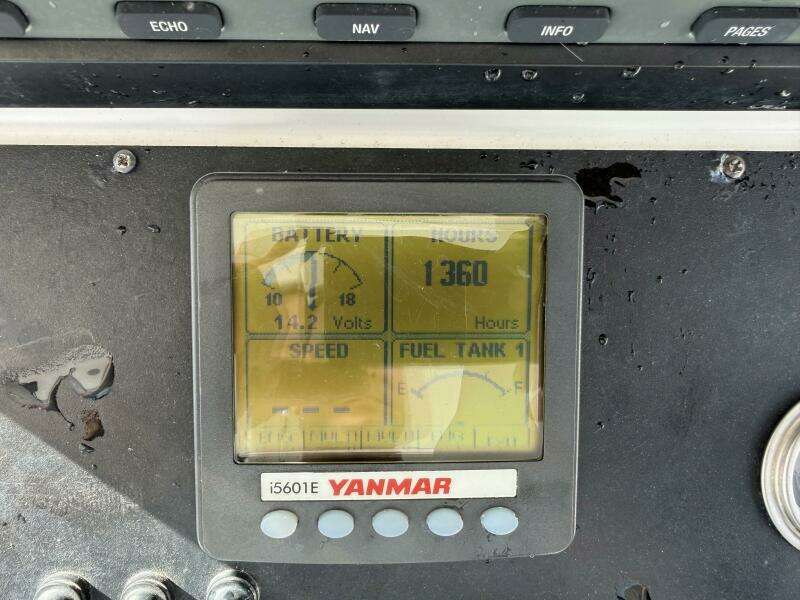 ECHO
NAV
INFO
PAGES
BATTERY
10
18
14.2 Volts
HOURS
1360
Hours
SPEED
---
FUEL TANK 1
E
F
i5601E YANMAR